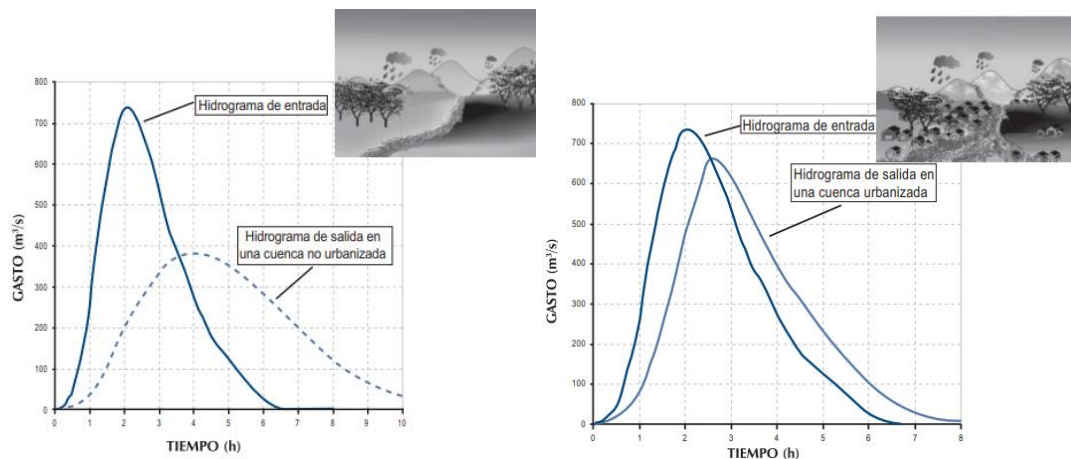 800
700
600
500
400
300
200
100
0
GASTO (m³/s)
Hidrograma de entrada
Hidrograma de salida en
una cuenca no urbanizada
0 1 2 3 4 5 6 7 8 9 10
TIEMPO (h)
800
700
600
500
400
300
200
100
0
GASTO (m³/s)
Hidrograma de entrada
Hidrograma de salida en
una cuenca urbanizada
0 1 2 3 4 5 6 7 8
TIEMPO (h)